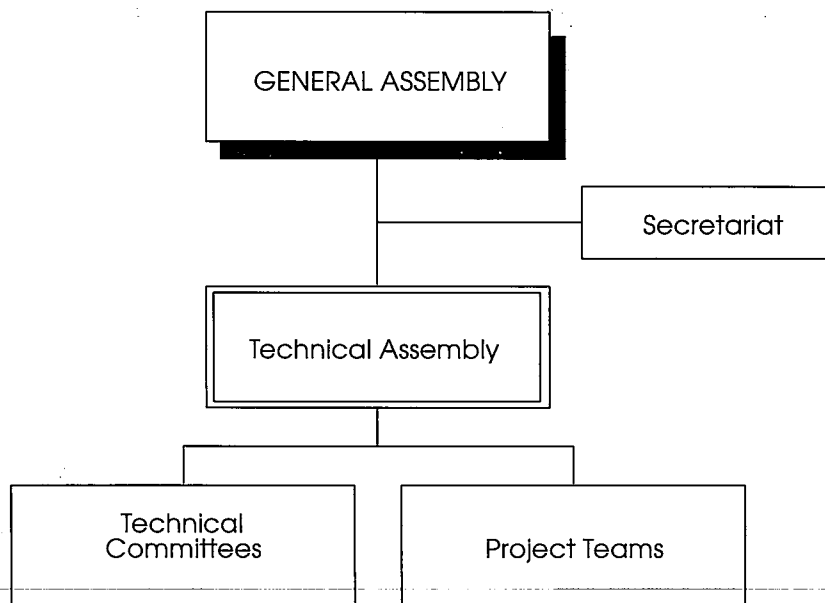 GENERAL ASSEMBLY
Secretariat
Technical Assembly
Technical
Committees
Project Teams